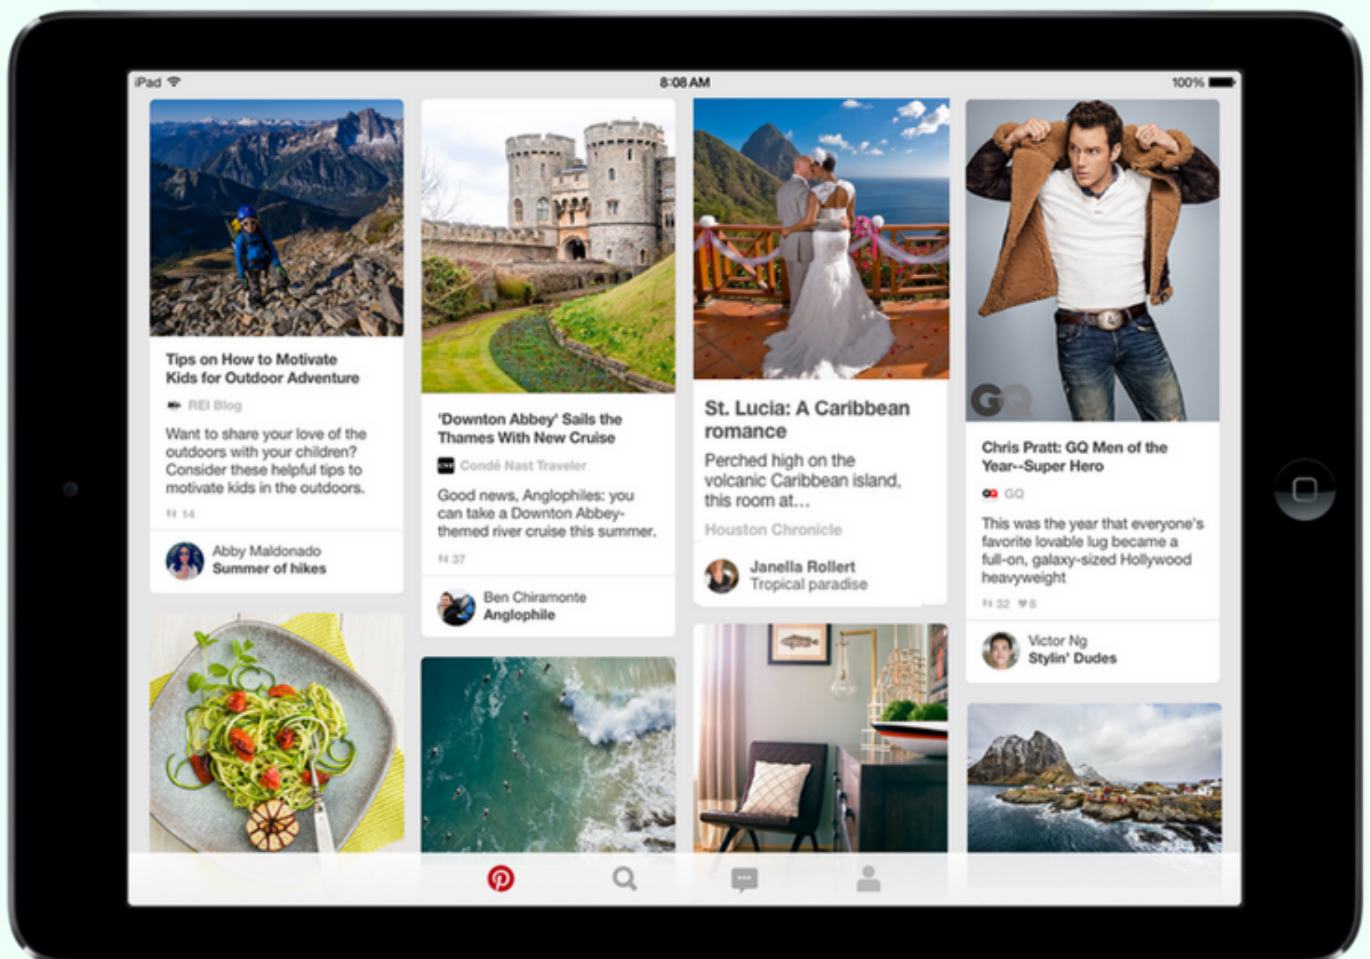 iPad
8:08 AM
100%
Tips on How to Motivate
Kids for Outdoor Adventure
REI Blog
Want to share your love of the
outdoors with your children?
Consider these helpful tips to
motivate kids in the outdoors.
14
Abby Maldonado
Summer of hikes
'Downton Abbey' Sails the
Thames With New Cruise
CNT
Condé Nast Traveler
Good news, Anglophiles: you
can take a Downton Abbey-
themed river cruise this summer.
37
Ben Chiramonte
Anglophile
St. Lucia: A Caribbean
romance
Perched high on the
volcanic Caribbean island,
this room at...
Houston Chronicle
Janella Rollert
Tropical paradise
GQ
Chris Pratt: GQ Men of the
Year--Super Hero
GQ GQ
This was the year that everyone's
favorite lovable lug became a
full-on, galaxy-sized Hollywood
heavyweight
32 8
Victor Ng
Stylin' Dudes